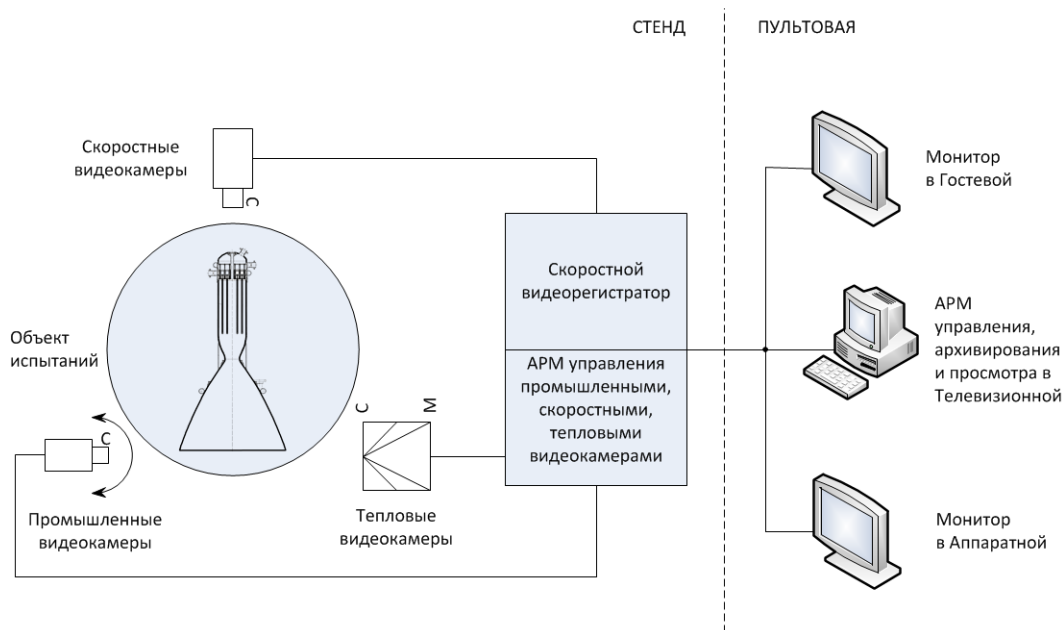 СТЕНД
ПУЛЬТОВАЯ
Скоростные
видеокамеры
С
Объект
испытаний
С
Промышленные
видеокамеры
С
М
Тепловые
видеокамеры
Скоростной
видеорегистратор
АРМ управления
промышленными,
скоростными,
тепловыми
видеокамерами
Монитор
в Гостевой
АРМ
управления,
архивирования
и просмотра в
Телевизионной
Монитор
в Аппаратной